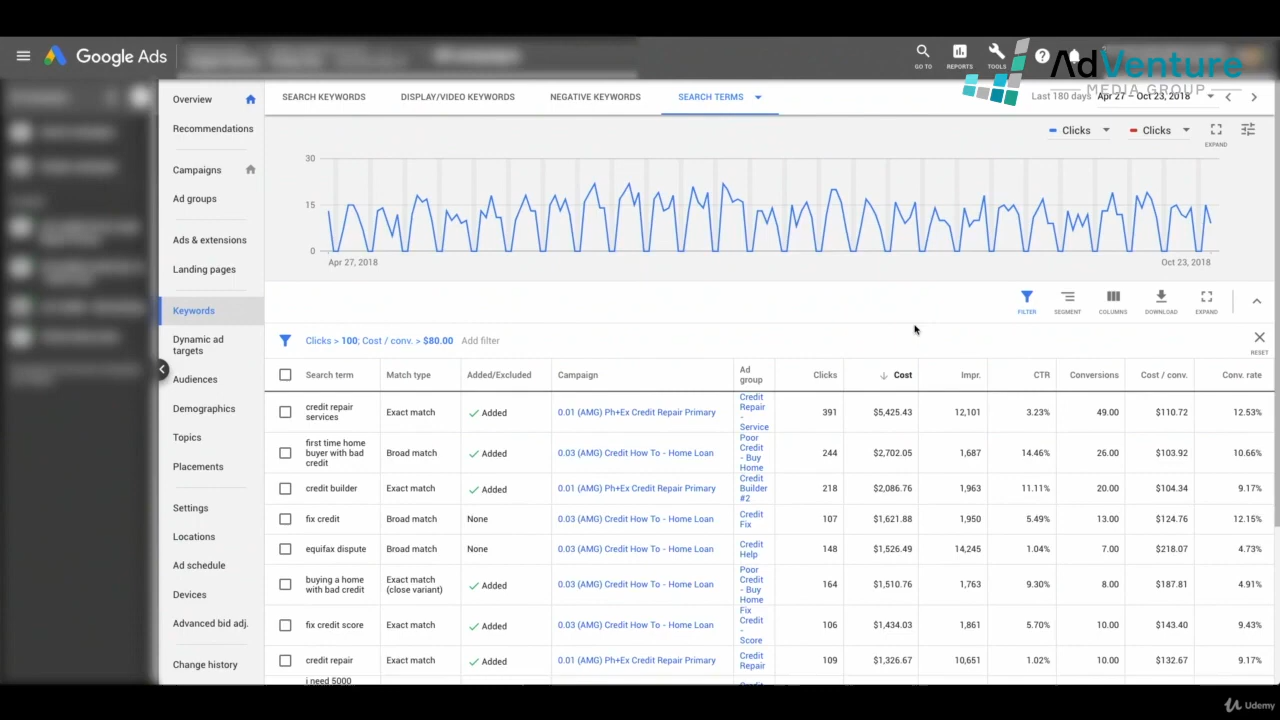 Google Ads
GO TO
REPORTS
TOOLS
AdVenture
MEDIA GROUP
Overview
Recommendations
Campaigns
Ad groups
Ads & extensions
Landing pages
Keywords
Dynamic ad
targets
Audiences
Demographics
Topics
Placements
Settings
Locations
Ad schedule
Devices
Advanced bid adj.
Change history
SEARCH KEYWORDS DISPLAY/VIDEO KEYWORDS NEGATIVE KEYWORDS SEARCH TERMS
Last 180 days Apr 27 – Oct 23, 2018
Clicks Clicks
EXPAND
30
15
0
Apr 27, 2018 Oct 23, 2018
FILTER SEGMENT COLUMNS DOWNLOAD EXPAND
Clicks > 100; Cost / conv. > $80.00 Add filter
RESET
Search term Match type Added/Excluded Campaign Ad group Clicks Cost Impr. CTR Conversions Cost / conv. Conv. rate
credit repair services Exact match Added 0.01 (AMG) Ph+Ex Credit Repair Primary Credit Repair - Service 391 $5,425.43 12,101 3.23% 49.00 $110.72 12.53%
first time home buyer with bad credit Broad match Added 0.03 (AMG) Credit How To - Home Loan Poor Credit - Buy Home 244 $2,702.05 1,687 14.46% 26.00 $103.92 10.66%
credit builder Exact match Added 0.01 (AMG) Ph+Ex Credit Repair Primary Credit Builder #2 218 $2,086.76 1,963 11.11% 20.00 $104.34 9.17%
fix credit Broad match None 0.03 (AMG) Credit How To - Home Loan Credit Fix 107 $1,621.88 1,950 5.49% 13.00 $124.76 12.15%
equifax dispute Broad match None 0.03 (AMG) Credit How To - Home Loan Credit Help 148 $1,526.49 14,245 1.04% 7.00 $218.07 4.73%
buying a home with bad credit Exact match (close variant) Added 0.03 (AMG) Credit How To - Home Loan Poor Credit - Buy Home 164 $1,510.76 1,763 9.30% 8.00 $187.81 4.91%
fix credit score Exact match Added 0.03 (AMG) Credit How To - Home Loan Fix Credit - Score 106 $1,434.03 1,861 5.70% 10.00 $143.40 9.43%
credit repair Exact match Added 0.01 (AMG) Ph+Ex Credit Repair Primary Credit Repair 109 $1,326.67 10,651 1.02% 10.00 $132.67 9.17%
i need 5000
Udemy